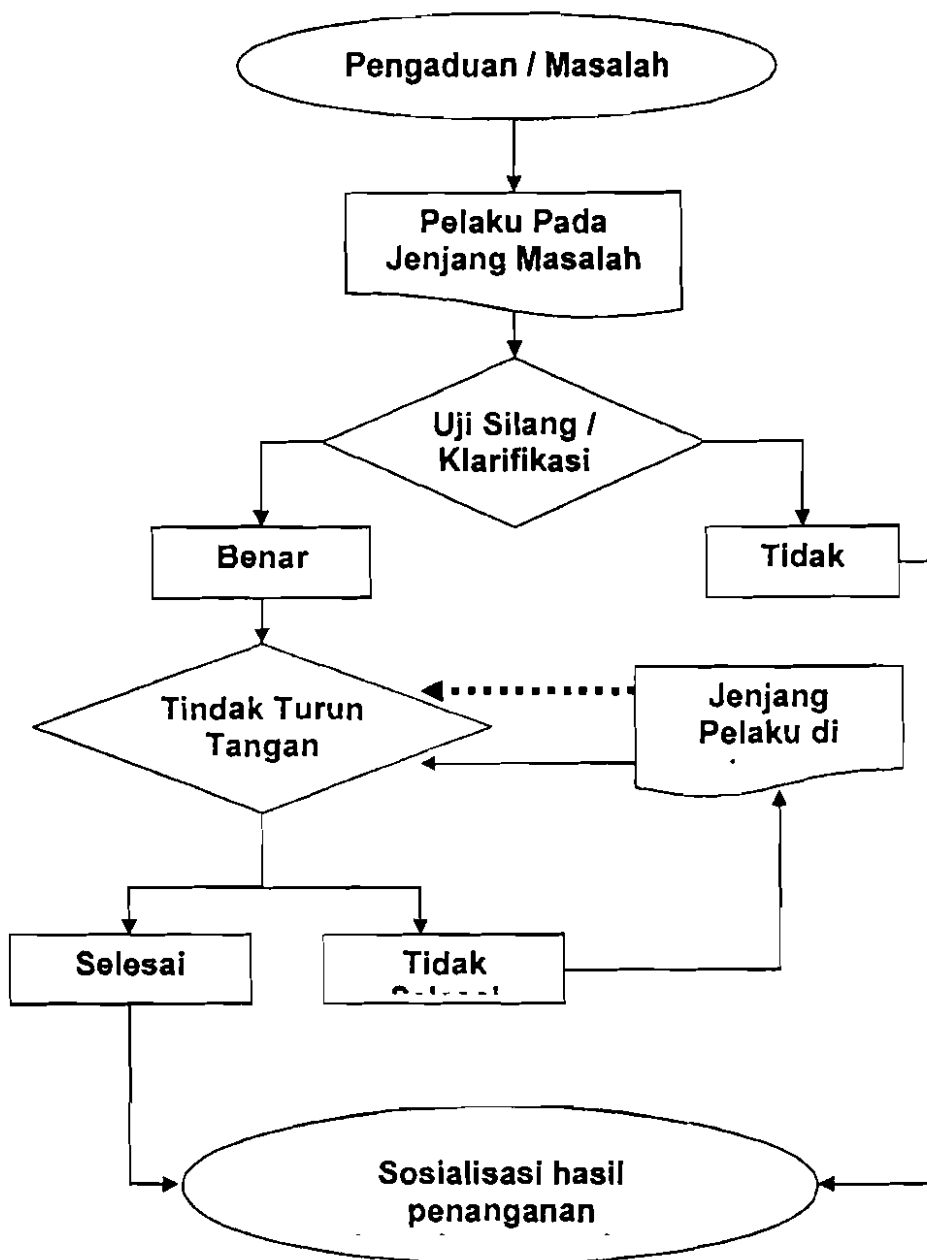 Pengaduan / Masalah
Pelaku Pada
Jenjang Masalah
Uji Silang /
Klarifikasi
Benar
Tidak
Tindak Turun
Tangan
Jenjang
Pelaku di
Selesai
Tidak
Sosialisasi hasil
penanganan